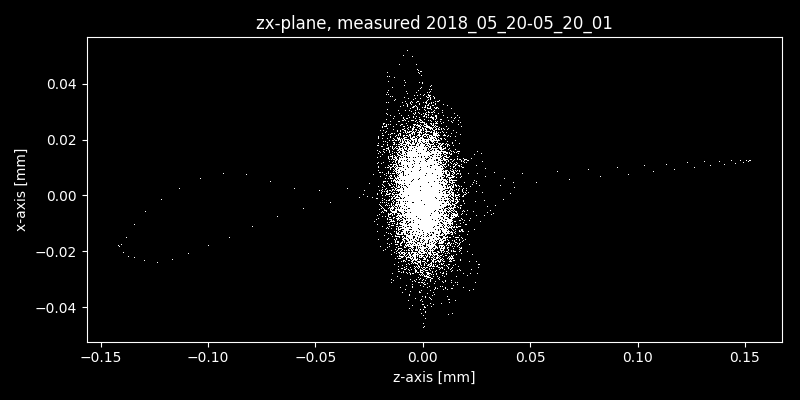 zx-plane, measured 2018_05_20-05_20_01
0.04
0.02
0.00
−0.02
−0.04
x-axis [mm]
−0.15 −0.10 −0.05 0.00 0.05 0.10 0.15
z-axis [mm]